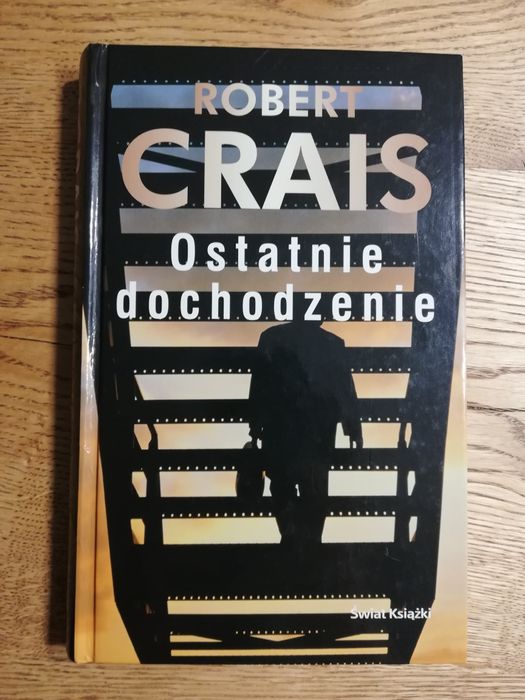 ROBERT
CRAIS
Ostatnie
dochodzenie
Świat Książki